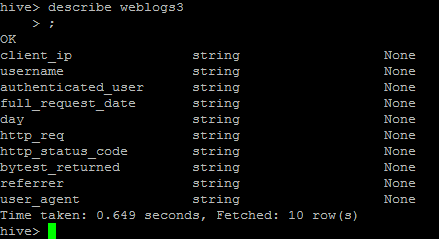 hive> describe weblogs3
    > ;
OK
client_ip               string                  None
username                string                  None
authenticated_user      string                  None
full_request_date       string                  None
day                     string                  None
http_req                string                  None
http_status_code        string                  None
bytest_returned         string                  None
referrer                string                  None
user_agent              string                  None
Time taken: 0.649 seconds, Fetched: 10 row(s)
hive>